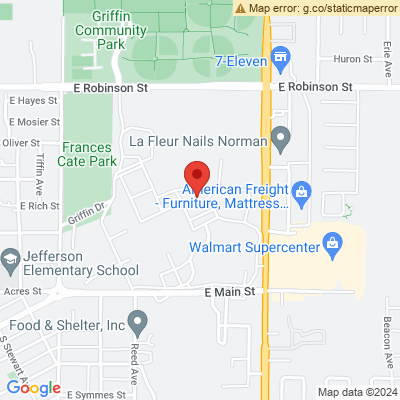 Map error: g.co/staticmaperror
Griffin
Community
Park
7-Eleven
Huron St
Erie Ave
E Robinson St
E Robinson St
E Hayes St
E Mosier St
Oliver St
La Fleur Nails Norman
Frances
Cate Park
Tiffin Ave
American Freight
- Furniture, Mattress...
E Rich St
Griffin Dr
Walmart Supercenter
Jefferson
Elementary School
Acres St
E Main St
Food & Shelter, Inc
S Stewart Ave
Reed Ave
Beacon Ave
Google
E Symmes St
Map data ©2024